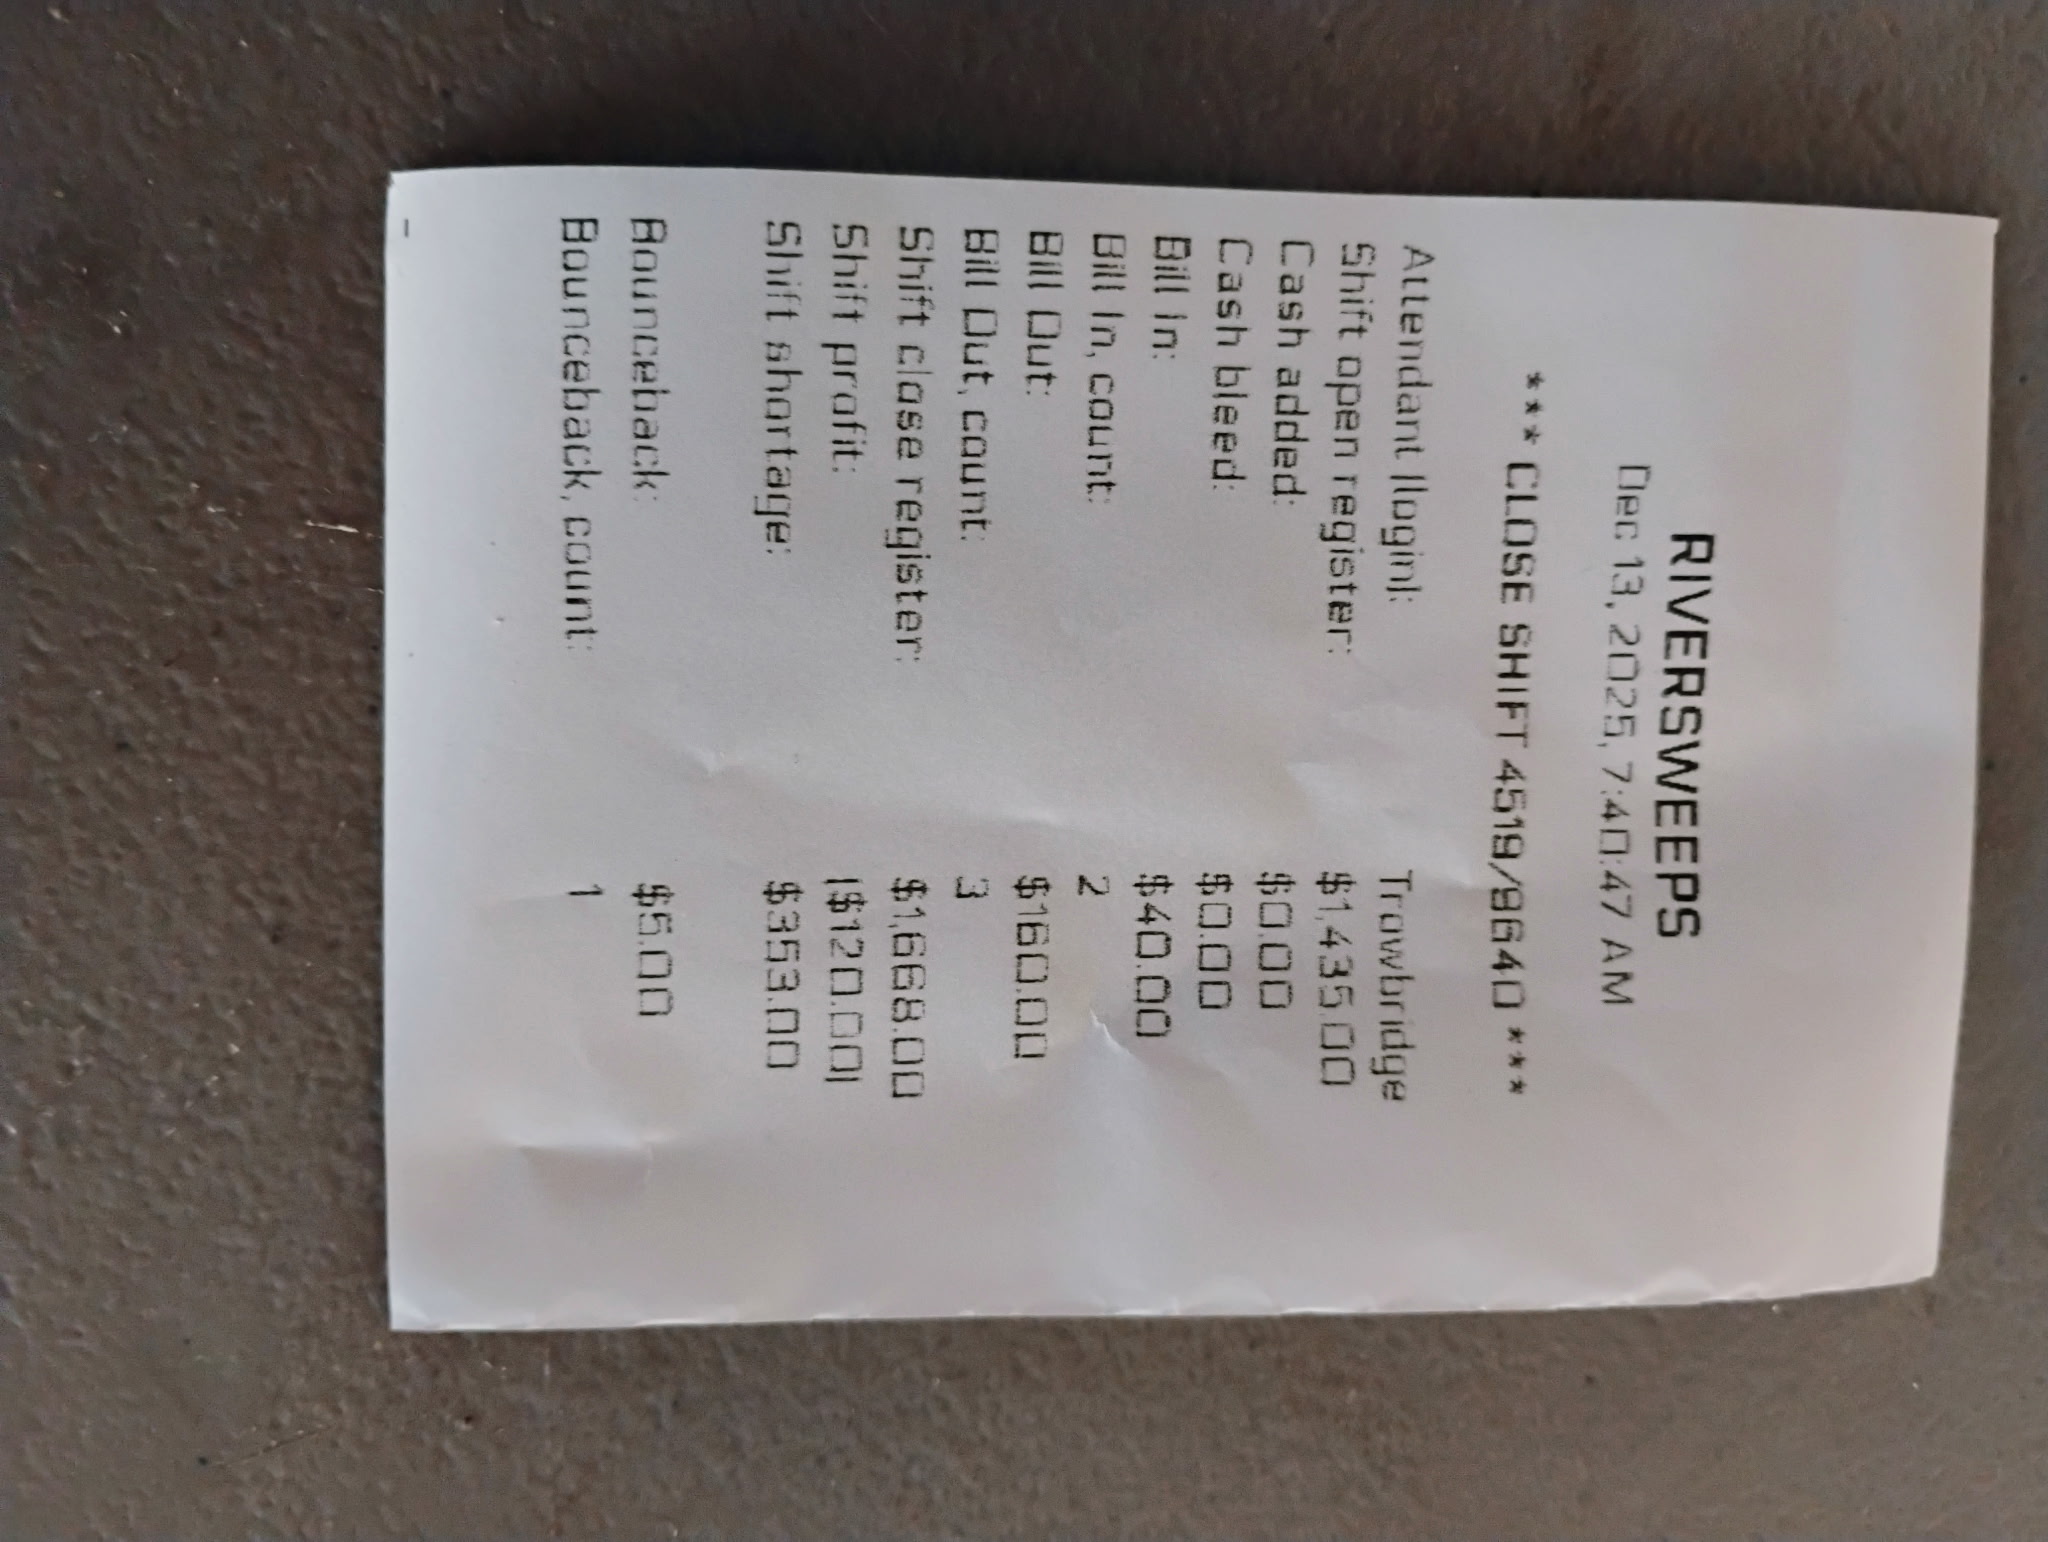 RIVERSWEEPS
Dec 13, 2025, 7:40:47 AM
*** CLOSE SHIFT 4519/8640 ***
Attendant (login): Trowbridge
Shift open register: $1,435.00
Cash added: $0.00
Cash bleed: $0.00
Bill In: $40.00
Bill In, count: 2
Bill Out: $160.00
Bill Out, count: 3
Shift close register: $1,668.00
Shift profit: ($120.00)
Shift shortage: $353.00
Bounceback: $5.00
Bounceback, count: 1